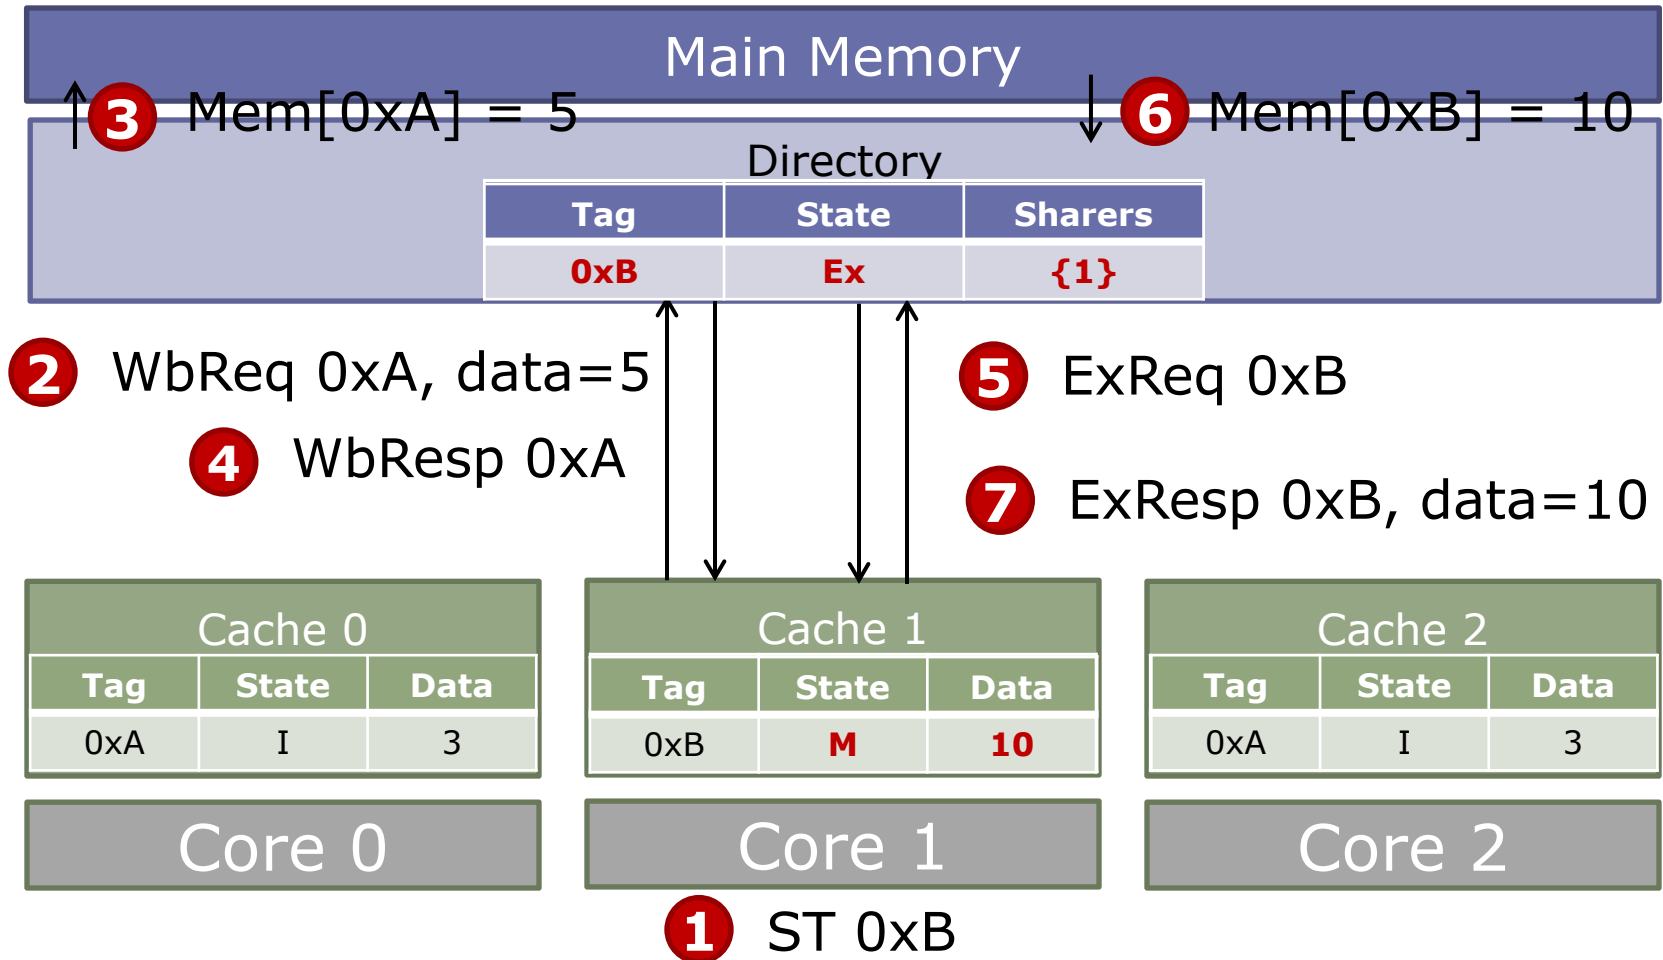 Main Memory
3 Mem[0xA] = 5
6 Mem[0xB] = 10
Directory
Tag State Sharers
0xB Ex {1}
2 WbReq 0xA, data=5
5 ExReq 0xB
4 WbResp 0xA
7 ExResp 0xB, data=10
Cache 0
Tag State Data
0xA I 3
Core 0
Cache 1
Tag State Data
0xB M 10
Core 1
Cache 2
Tag State Data
0xA I 3
Core 2
1 ST 0xB